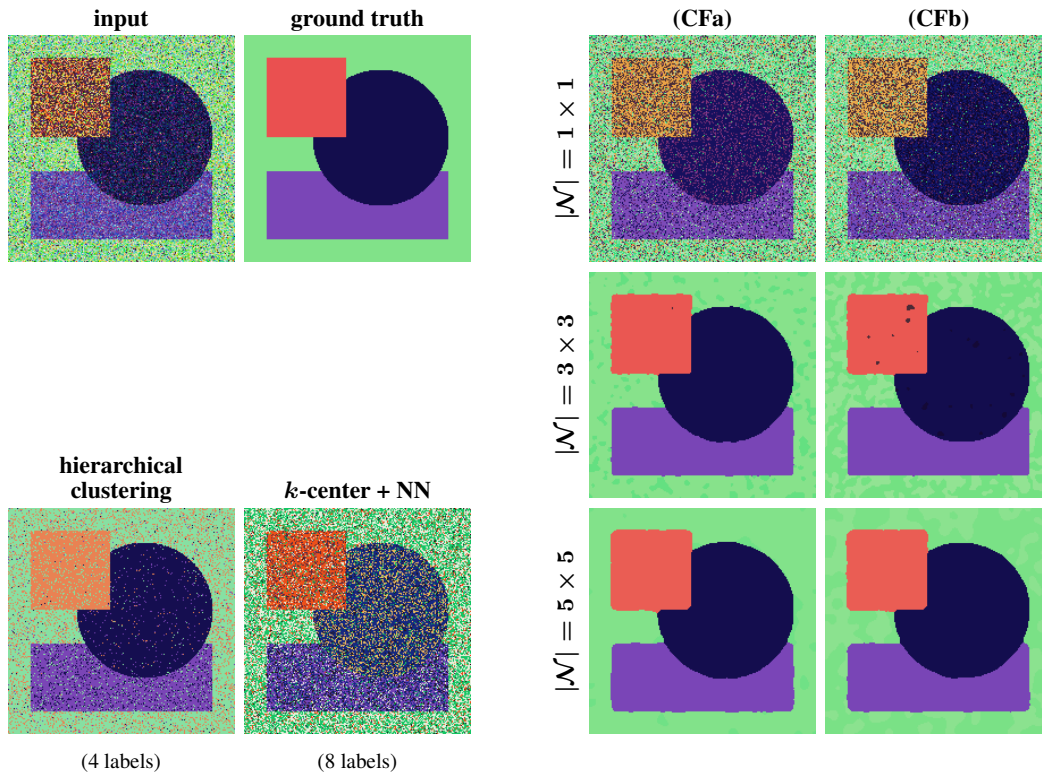 input
ground truth
(CFa)
(CFb)
|𝒩| = 1 × 1
|𝒩| = 3 × 3
hierarchical
clustering
k-center + NN
|𝒩| = 5 × 5
(4 labels)
(8 labels)